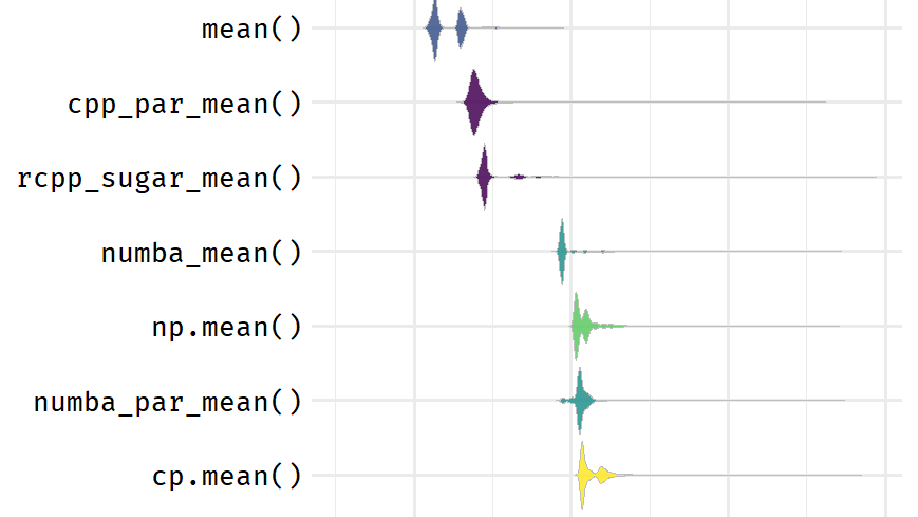 mean()
cpp_par_mean()
rcpp_sugar_mean()
numba_mean()
np.mean()
numba_par_mean()
cp.mean()